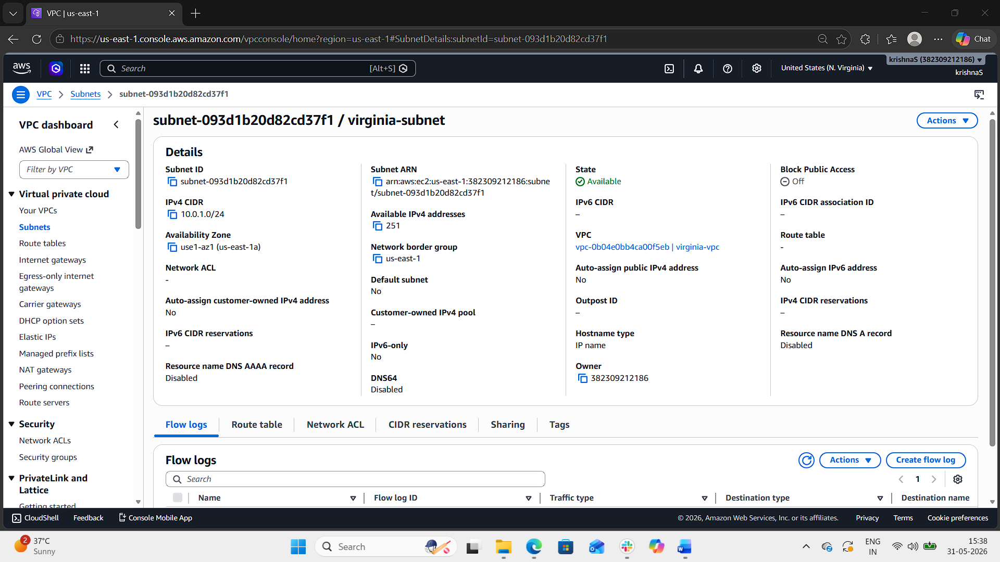 VPC | us-east-1
https://us-east-1.console.aws.amazon.com/vpcconsole/home?region=us-east-1#SubnetDetails:subnetId=subnet-093d1b20d82cd37f1
Chat
aws
Search
[Alt+S]
United States (N. Virginia)
krishnaS (382309212186)
krishnaS
VPC
Subnets
subnet-093d1b20d82cd37f1
VPC dashboard
AWS Global View
Filter by VPC
Virtual private cloud
Your VPCs
Subnets
Route tables
Internet gateways
Egress-only internet
gateways
Carrier gateways
DHCP option sets
Elastic IPs
Managed prefix lists
NAT gateways
Peering connections
Route servers
Security
Network ACLs
Security groups
PrivateLink and
Lattice
Getting started
subnet-093d1b20d82cd37f1 / virginia-subnet
Actions
Details
Subnet ID
subnet-093d1b20d82cd37f1
IPv4 CIDR
10.0.1.0/24
Availability Zone
use1-az1 (us-east-1a)
Network ACL
-
Auto-assign customer-owned IPv4 address
No
IPv6 CIDR reservations
–
Resource name DNS AAAA record
Disabled
Subnet ARN
arn:aws:ec2:us-east-1:382309212186:subne
t/subnet-093d1b20d82cd37f1
Available IPv4 addresses
251
Network border group
us-east-1
Default subnet
No
Customer-owned IPv4 pool
–
IPv6-only
No
DNS64
Disabled
State
Available
IPv6 CIDR
–
VPC
vpc-0b04e0bb4ca00f5eb | virginia-vpc
Auto-assign public IPv4 address
No
Outpost ID
–
Hostname type
IP name
Owner
382309212186
Block Public Access
Off
IPv6 CIDR association ID
–
Route table
-
Auto-assign IPv6 address
No
IPv4 CIDR reservations
–
Resource name DNS A record
Disabled
Flow logs
Route table
Network ACL
CIDR reservations
Sharing
Tags
Flow logs
Actions
Create flow log
Search
1
Name
Flow log ID
Traffic type
Destination type
Destination name
CloudShell
Feedback
Console Mobile App
© 2026, Amazon Web Services, Inc. or its affiliates.
Privacy
Terms
Cookie preferences
2
37°C
Sunny
Search
ENG
IN
15:38
31-05-2026